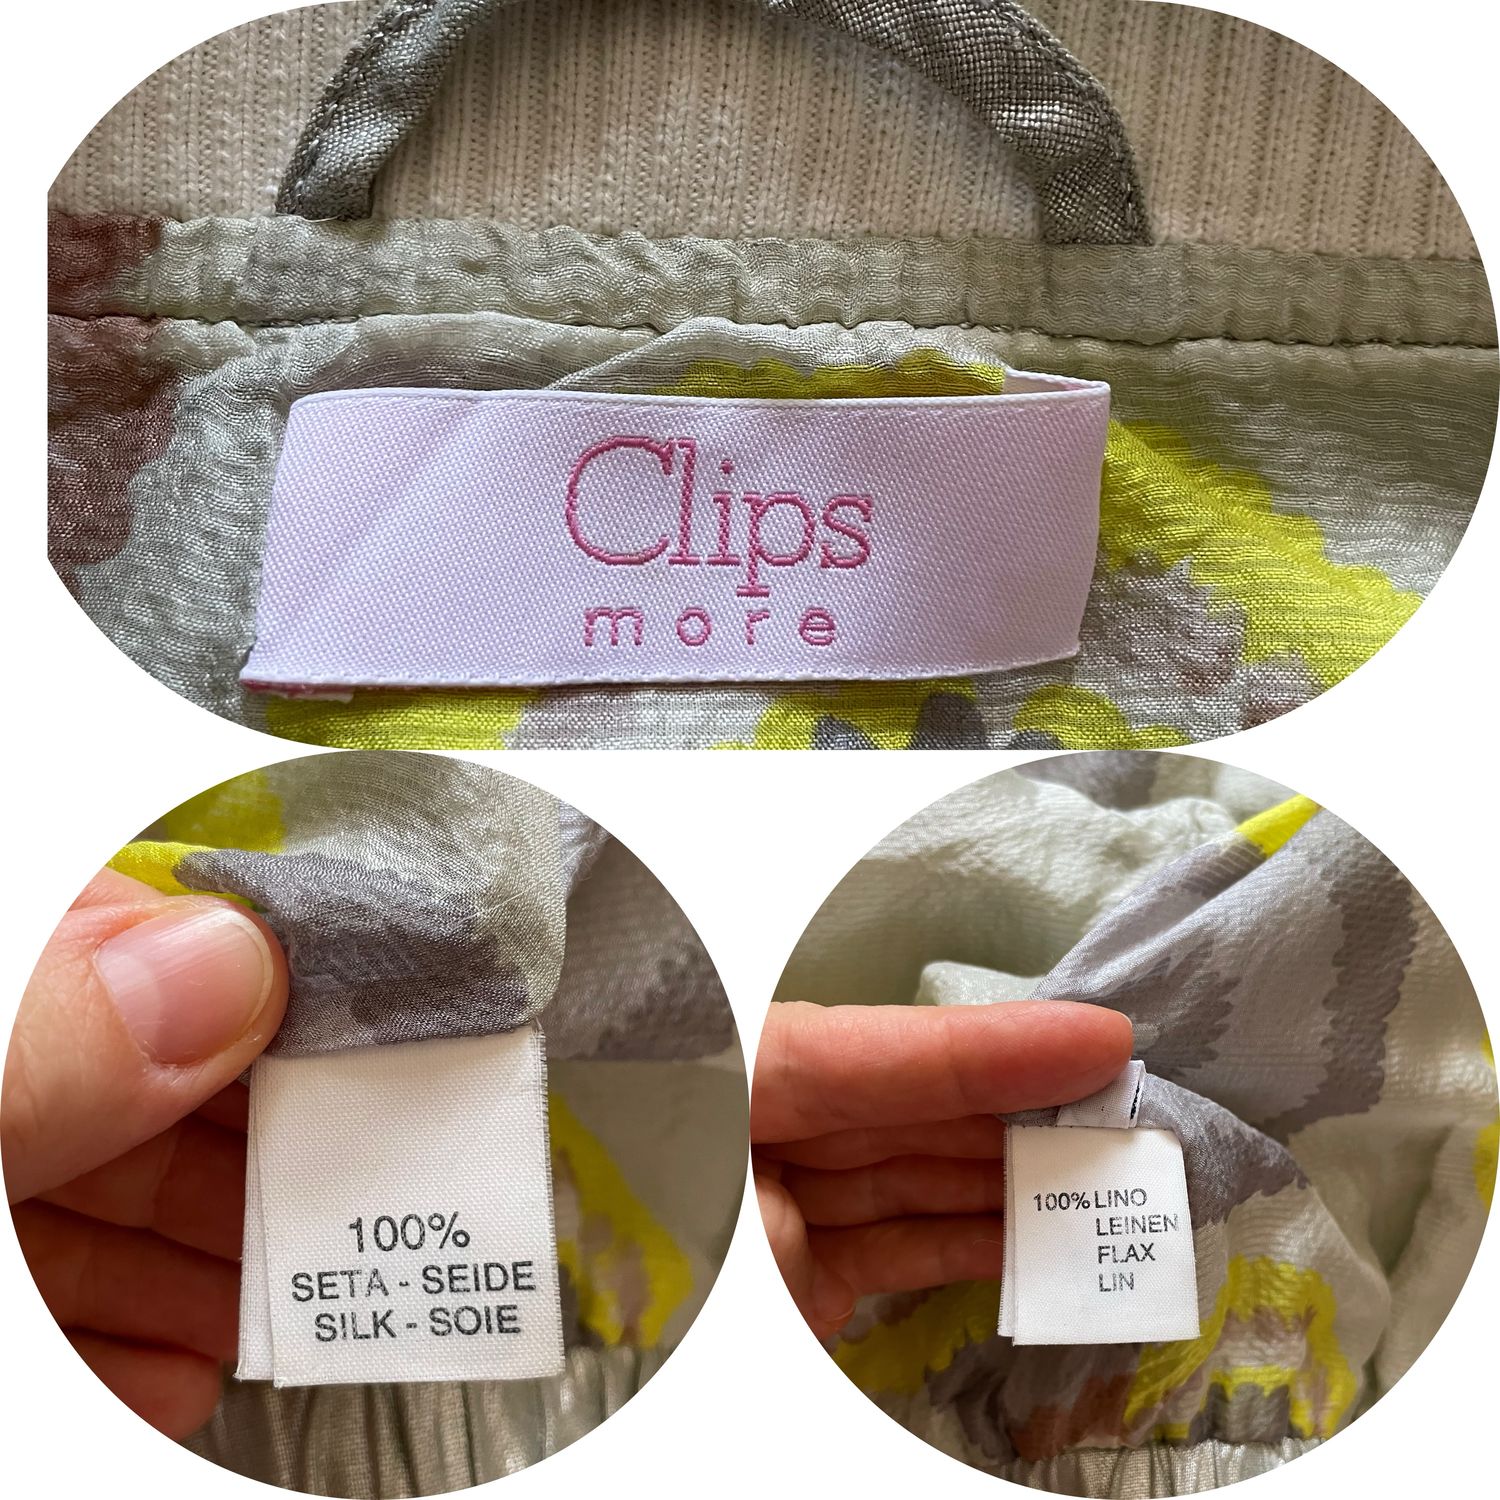 Clips
more
100%
SETA - SEIDE
SILK - SOIE
100% LINO
LEINEN
FLAX
LIN